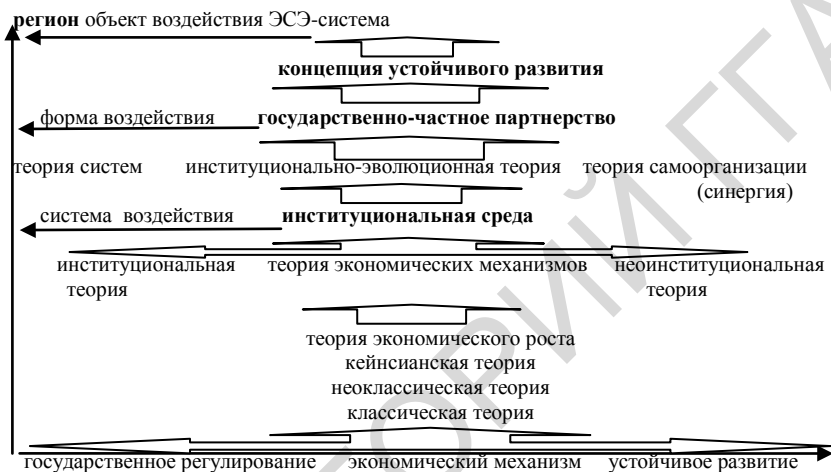 регион объект воздействия ЭСЭ-система
концепция устойчивого развития
форма воздействия государственно-частное партнерство
теория систем институционально-эволюционная теория теория самоорганизации
(синергия)
система воздействия институциональная среда
институциональная теория экономических механизмов неоинституциональная
теория теория
теория экономического роста
кейнсианская теория
неоклассическая теория
классическая теория
государственное регулирование экономический механизм устойчивое развитие